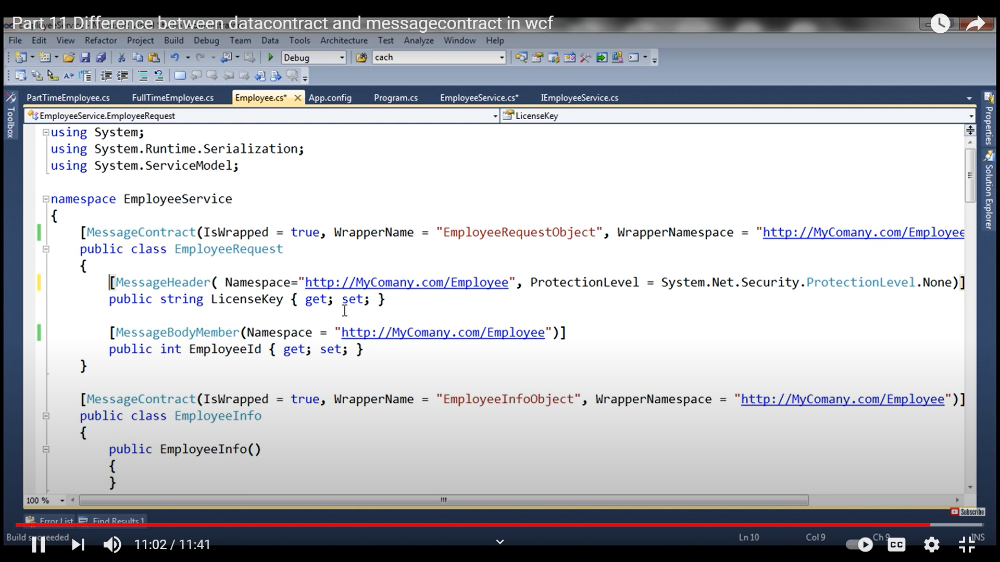 Part 11 Difference between datacontract and messagecontract in wcf
File Edit View Refactor Project Build Debug Team Data Tools Architecture Test Analyze Window Help
Debug cach
PartTimeEmployee.cs FullTimeEmployee.cs Employee.cs* App.config Program.cs EmployeeService.cs* IEmployeeService.cs
Toolbox
EmployeeService.EmployeeRequest LicenseKey
Properties
Solution Explorer
using System;
using System.Runtime.Serialization;
using System.ServiceModel;
namespace EmployeeService
{
[MessageContract(IsWrapped = true, WrapperName = "EmployeeRequestObject", WrapperNamespace = "http://MyComany.com/Employee
public class EmployeeRequest
{
[MessageHeader( Namespace="http://MyComany.com/Employee", ProtectionLevel = System.Net.Security.ProtectionLevel.None)]
public string LicenseKey { get; set; }
[MessageBodyMember(Namespace = "http://MyComany.com/Employee")]
public int EmployeeId { get; set; }
}
[MessageContract(IsWrapped = true, WrapperName = "EmployeeInfoObject", WrapperNamespace = "http://MyComany.com/Employee")]
public class EmployeeInfo
{
public EmployeeInfo()
{
}
100 %
Subscribe
Error List Find Results 1
Build succeeded 11:02 / 11:41 Ln 10 Col 9 Ch 9 CC INS